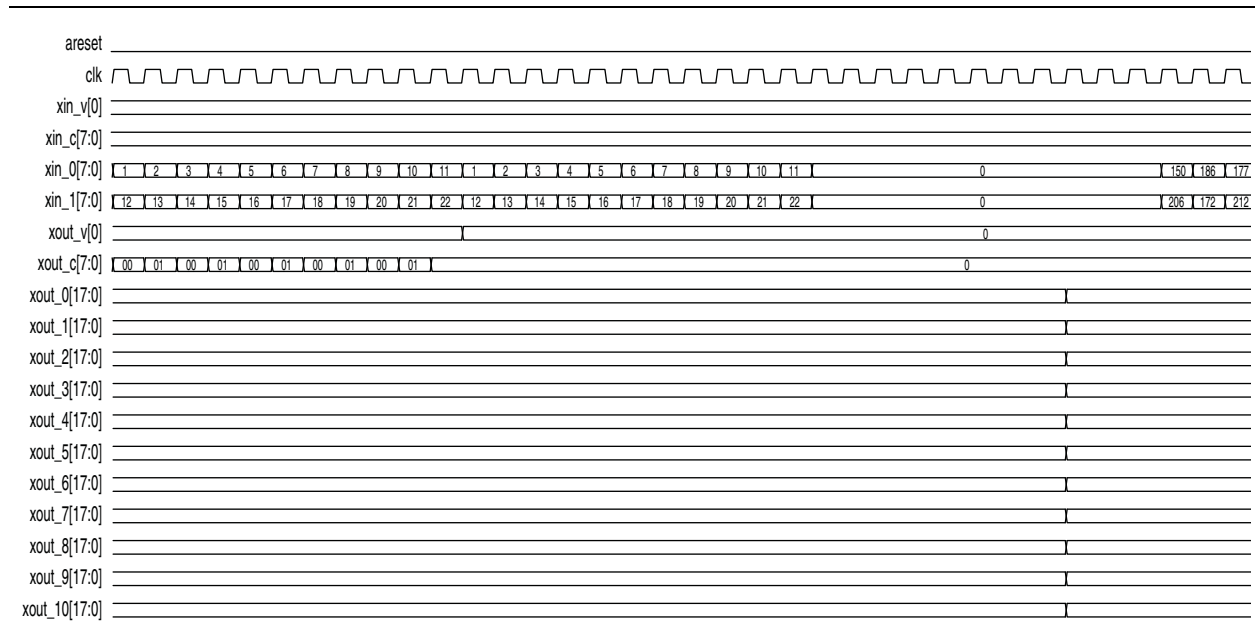 areset
clk
xin_v[0]
xin_c[7:0]
xin_0[7:0] 1 2 3 4 5 6 7 8 9 10 11 1 2 3 4 5 6 7 8 9 10 11 0 150 186 177
xin_1[7:0] 12 13 14 15 16 17 18 19 20 21 22 12 13 14 15 16 17 18 19 20 21 22 0 206 172 212
xout_v[0] 0
xout_c[7:0] 00 01 00 01 00 01 00 01 00 01 0
xout_0[17:0]
xout_1[17:0]
xout_2[17:0]
xout_3[17:0]
xout_4[17:0]
xout_5[17:0]
xout_6[17:0]
xout_7[17:0]
xout_8[17:0]
xout_9[17:0]
xout_10[17:0]